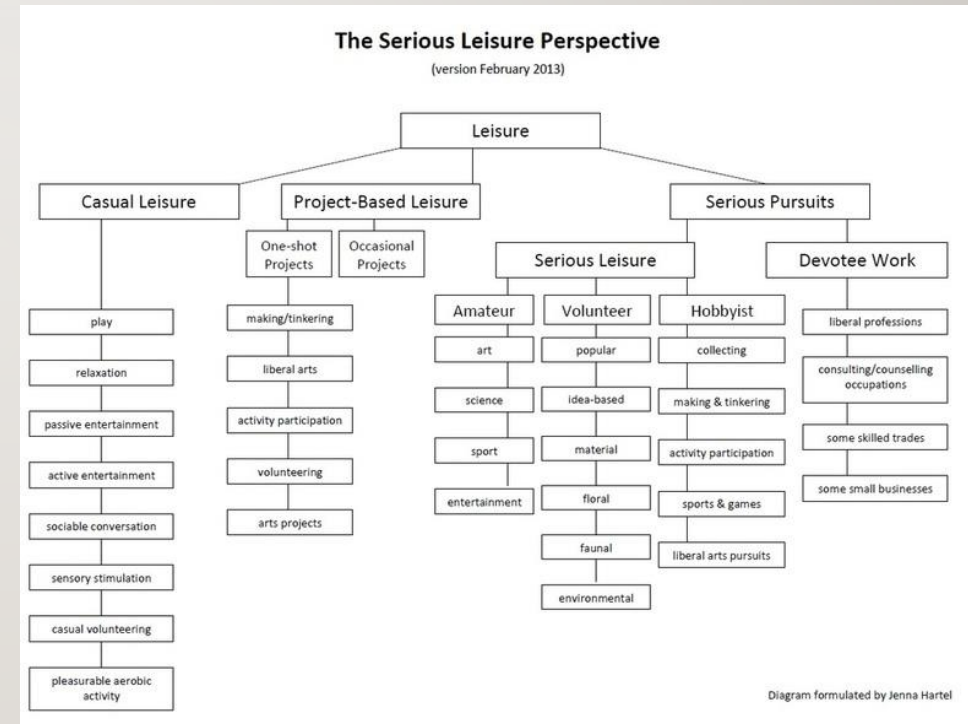 The Serious Leisure Perspective
(version February 2013)
Leisure
Casual Leisure
Project-Based Leisure
Serious Pursuits
One-shot
Projects
Occasional
Projects
Serious Leisure
Devotee Work
play
relaxation
passive entertainment
active entertainment
sociable conversation
sensory stimulation
casual volunteering
pleasurable aerobic
activity
making/tinkering
liberal arts
activity participation
volunteering
arts projects
Amateur
art
science
sport
entertainment
Volunteer
popular
idea-based
material
floral
faunal
environmental
Hobbyist
collecting
making & tinkering
activity participation
sports & games
liberal arts pursuits
liberal professions
consulting/counselling
occupations
some skilled trades
some small businesses
Diagram formulated by Jenna Hartel